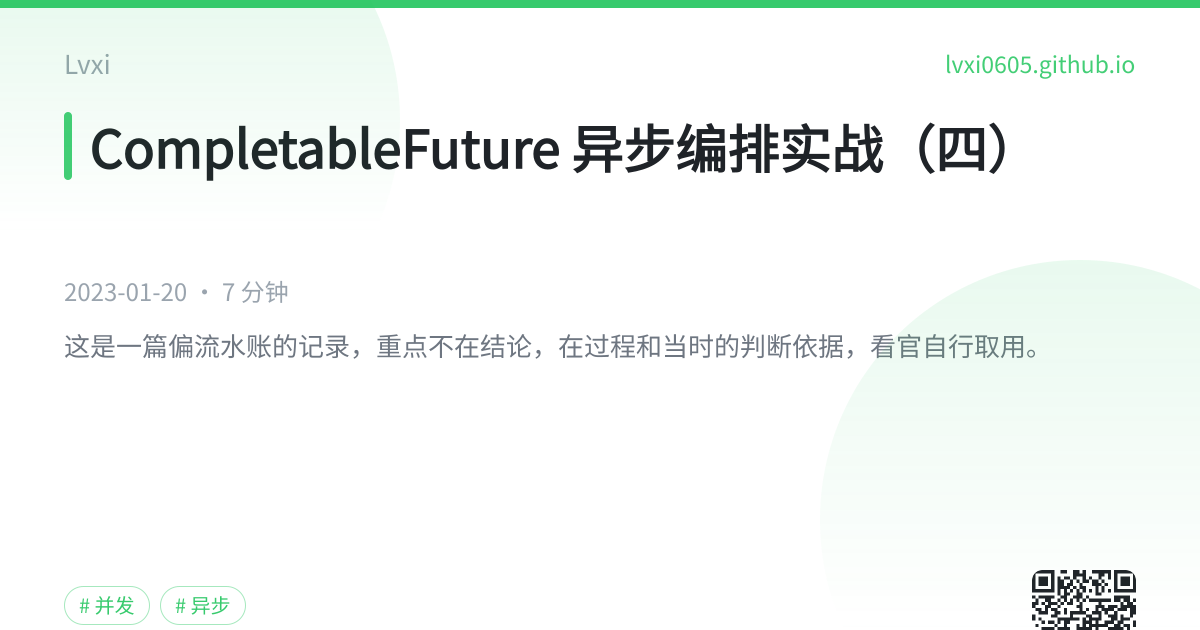 Lvxi
lvxi0605.github.io
CompletableFuture 异步编排实战（四）
2023-01-20 · 7 分钟
这是一篇偏流水账的记录，重点不在结论，在过程和当时的判断依据，看官自行取用。
# 并发
# 异步